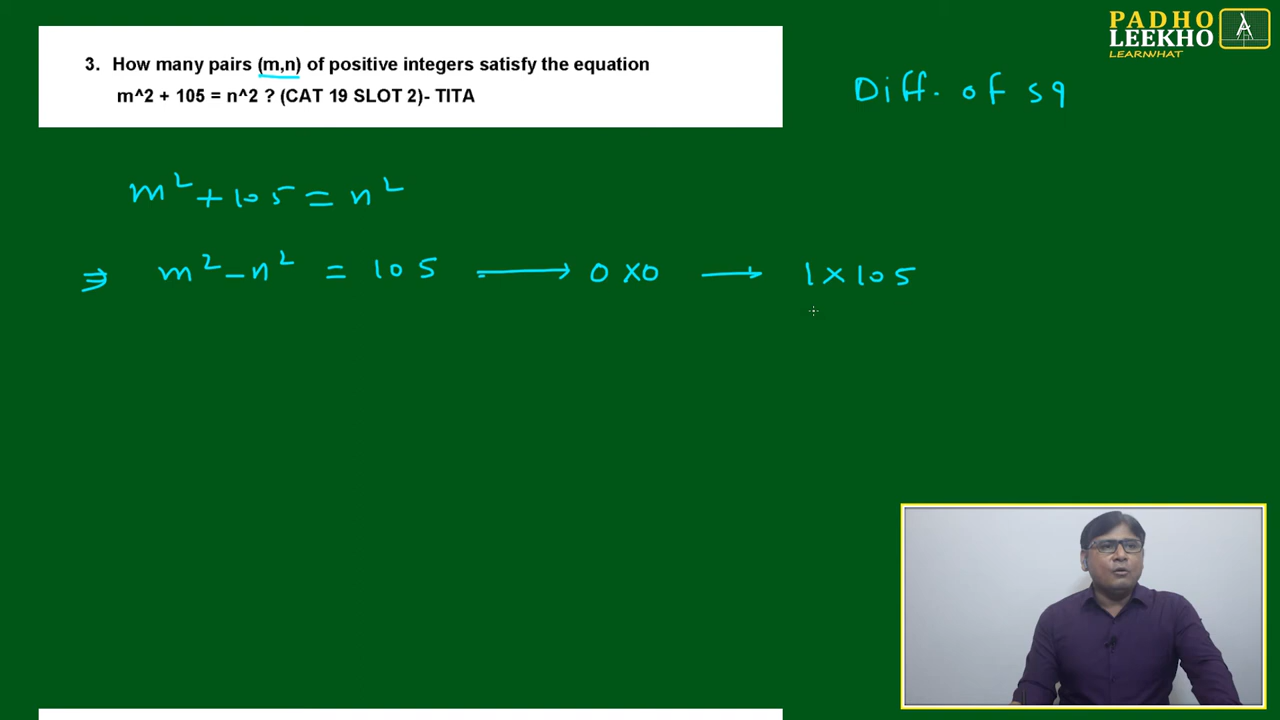 PADHO
LEEKHO
LEARNWHAT
3. How many pairs (m,n) of positive integers satisfy the equation
m^2 + 105 = n^2 ? (CAT 19 SLOT 2)- TITA
Diff. of sq
m² + 105 = n²
⇒ m² - n² = 105 → 0 x 0 → 1 x 105